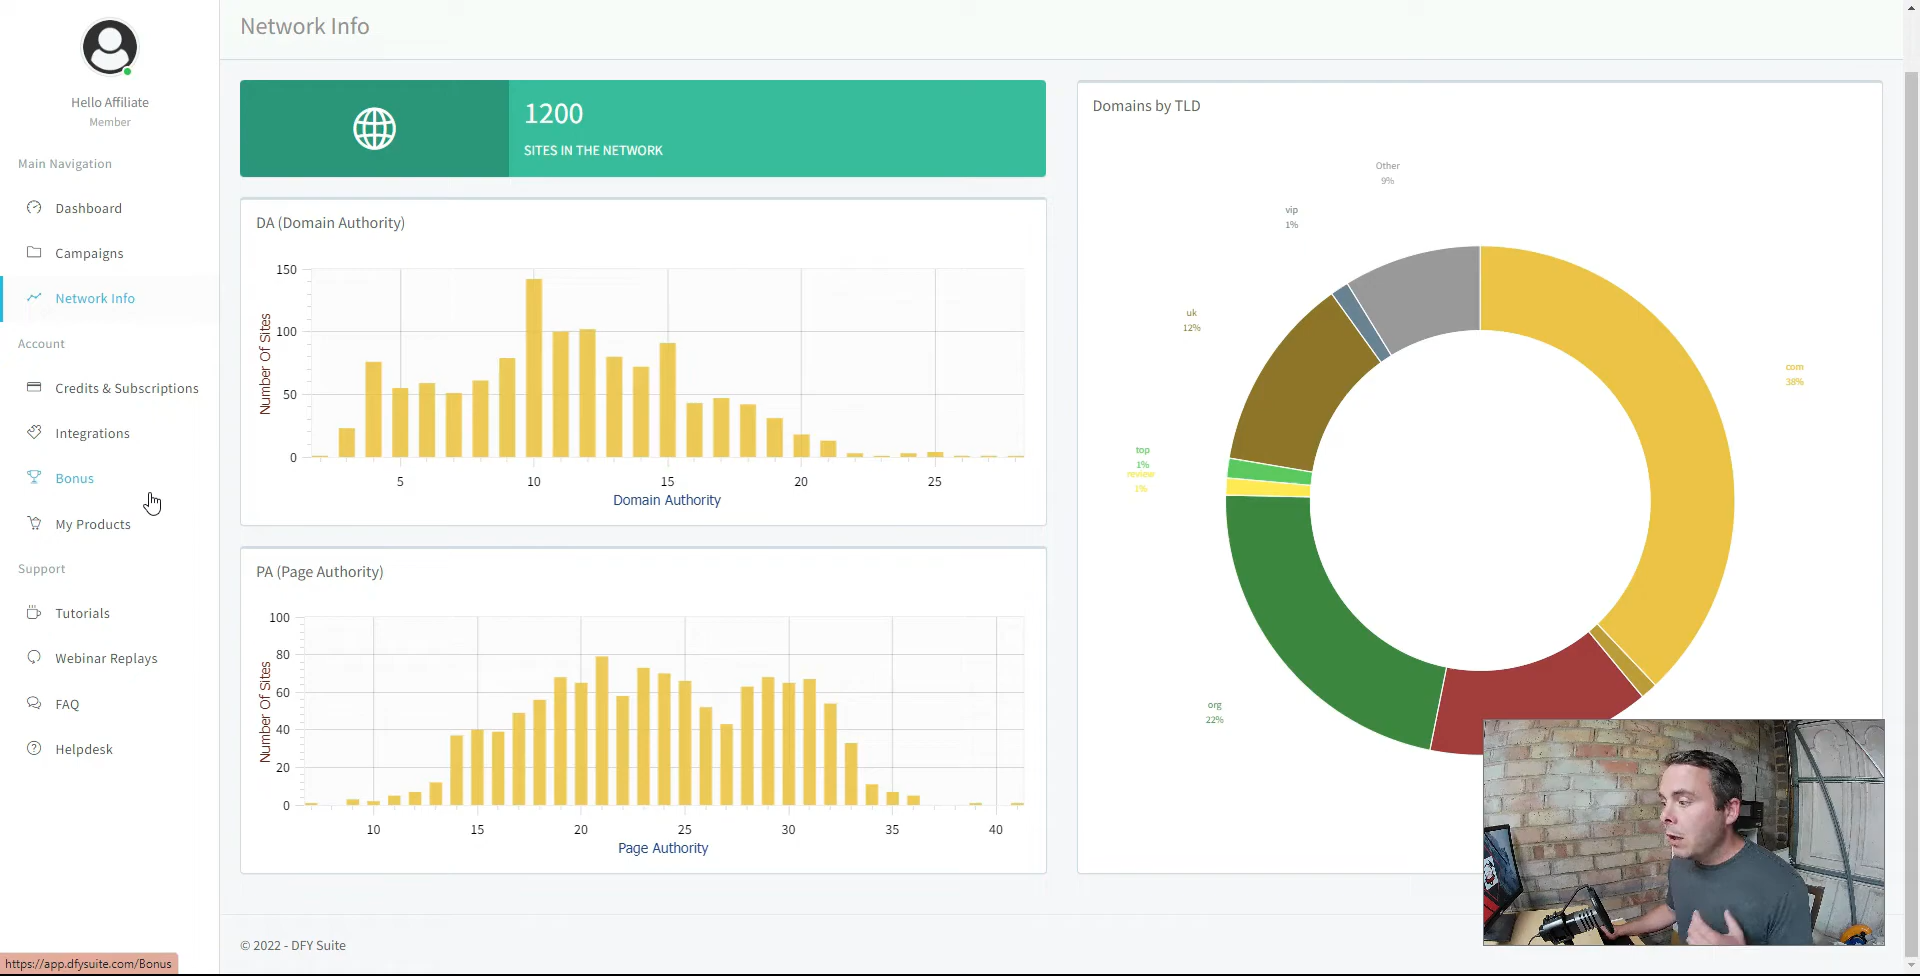 Hello Affiliate
Member
Main Navigation
Dashboard
Campaigns
Network Info
Account
Credits & Subscriptions
Integrations
Bonus
My Products
Support
Tutorials
Webinar Replays
FAQ
Helpdesk
https://app.dfysuite.com/Bonus
Network Info
1200
SITES IN THE NETWORK
DA (Domain Authority)
Number Of Sites
150
100
50
0
5 10 15 20 25
Domain Authority
PA (Page Authority)
Number Of Sites
100
80
60
40
20
0
10 15 20 25 30 35 40
Page Authority
Domains by TLD
Other
9%
vip
1%
uk
12%
com
38%
top
1%
review
1%
org
22%
© 2022 - DFY Suite